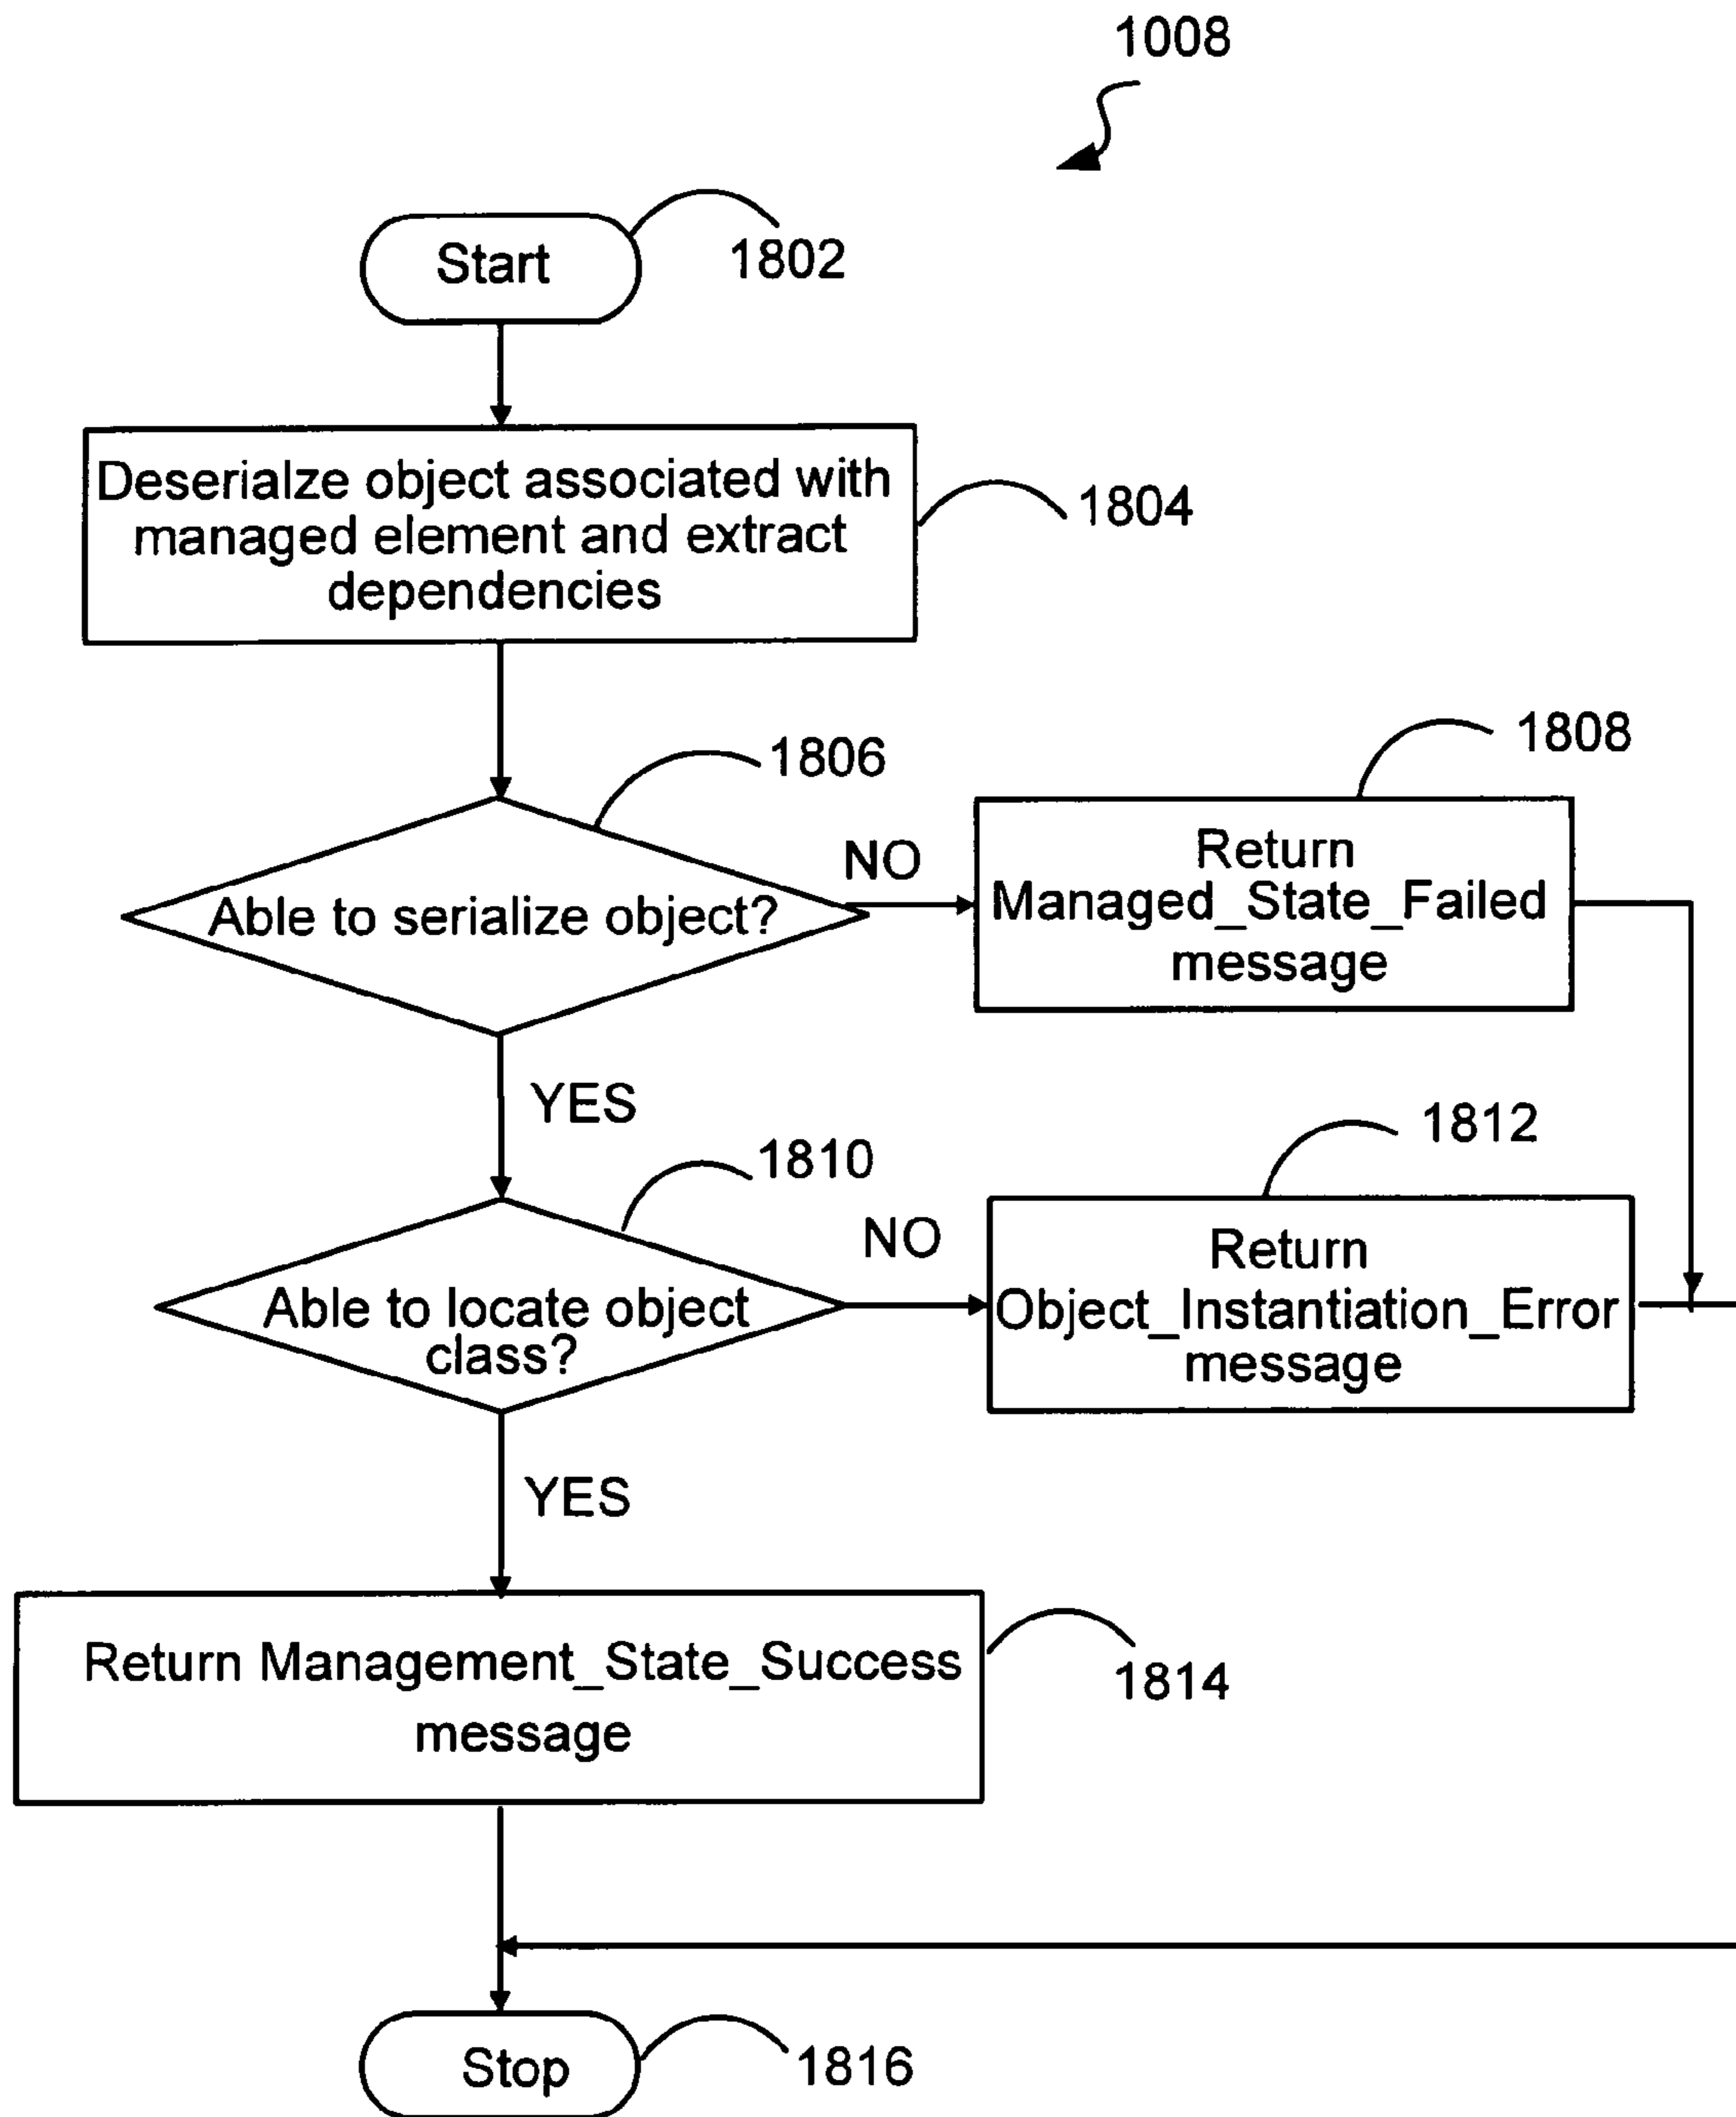 1008
Start
1802
Deserialze object associated with
managed element and extract
dependencies
1804
1806
Able to serialize object?
NO
1808
Return
Managed_State_Failed
message
YES
1810
Able to locate object
class?
NO
1812
Return
Object_Instantiation_Error
message
YES
Return Management_State_Success
message
1814
Stop
1816